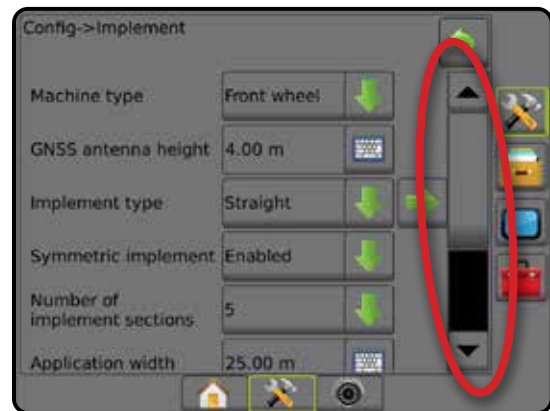 Config->Implement
Machine type Front wheel
GNSS antenna height 4.00 m
Implement type Straight
Symmetric implement Enabled
Number of
implement sections 5
Application width 25.00 m